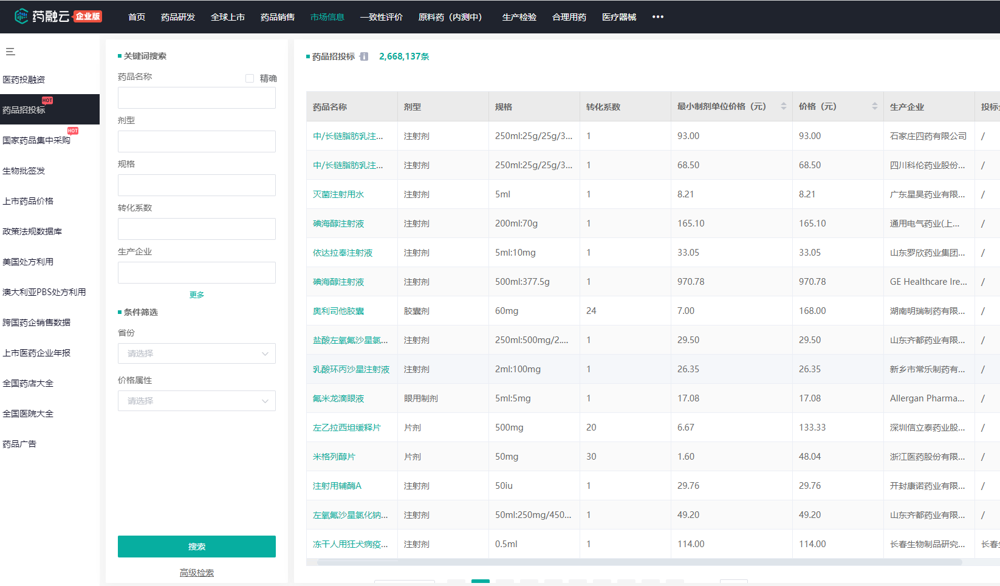 药融云 企业版
首页 药品研发 全球上市 药品销售 市场信息 一致性评价 原料药（内测中） 生产检验 合理用药 医疗器械 •••
医药投融资
HOT
药品招投标
HOT
国家药品集中采购
生物批签发
上市药品价格
政策法规数据库
美国处方利用
澳大利亚PBS处方利用
跨国药企销售数据
上市医药企业年报
全国药店大全
全国医院大全
药品广告
关键词搜索
药品名称 精确
剂型
规格
转化系数
生产企业
更多
条件筛选
省份
请选择
价格属性
请选择
搜索
高级检索
药品招投标 2,668,137条
药品名称 剂型 规格 转化系数 最小制剂单位价格（元） 价格（元） 生产企业 投标
中/长链脂肪乳注... 注射剂 250ml:25g/25g/3... 1 93.00 93.00 石家庄四药有限公司 /
中/长链脂肪乳注... 注射剂 250ml:25g/25g/3... 1 68.50 68.50 四川科伦药业股份... /
灭菌注射用水 注射剂 5ml 1 8.21 8.21 广东星昊药业有限... /
碘海醇注射液 注射剂 200ml:70g 1 165.10 165.10 通用电气药业(上... /
依达拉奉注射液 注射剂 5ml:10mg 1 33.05 33.05 山东罗欣药业集团... /
碘海醇注射液 注射剂 500ml:377.5g 1 970.78 970.78 GE Healthcare Ire... /
奥利司他胶囊 胶囊剂 60mg 24 7.00 168.00 湖南明瑞制药有限... /
盐酸左氧氟沙星氯... 注射剂 250ml:500mg/2.... 1 29.50 29.50 山东齐都药业有限... /
乳酸环丙沙星注射液 注射剂 2ml:100mg 1 26.35 26.35 新乡市常乐制药有... /
氟米龙滴眼液 眼用制剂 5ml:5mg 1 17.08 17.08 Allergan Pharma... /
左乙拉西坦缓释片 片剂 500mg 20 6.67 133.33 深圳信立泰药业股... /
米格列醇片 片剂 50mg 30 1.60 48.04 浙江医药股份有限... /
注射用辅酶A 注射剂 50iu 1 29.76 29.76 开封康诺药业有限... /
左氧氟沙星氯化钠... 注射剂 50ml:250mg/450... 1 49.20 49.20 山东齐都药业有限... /
冻干人用狂犬病疫... 注射剂 0.5ml 1 114.00 114.00 长春生物制品研究... 长春